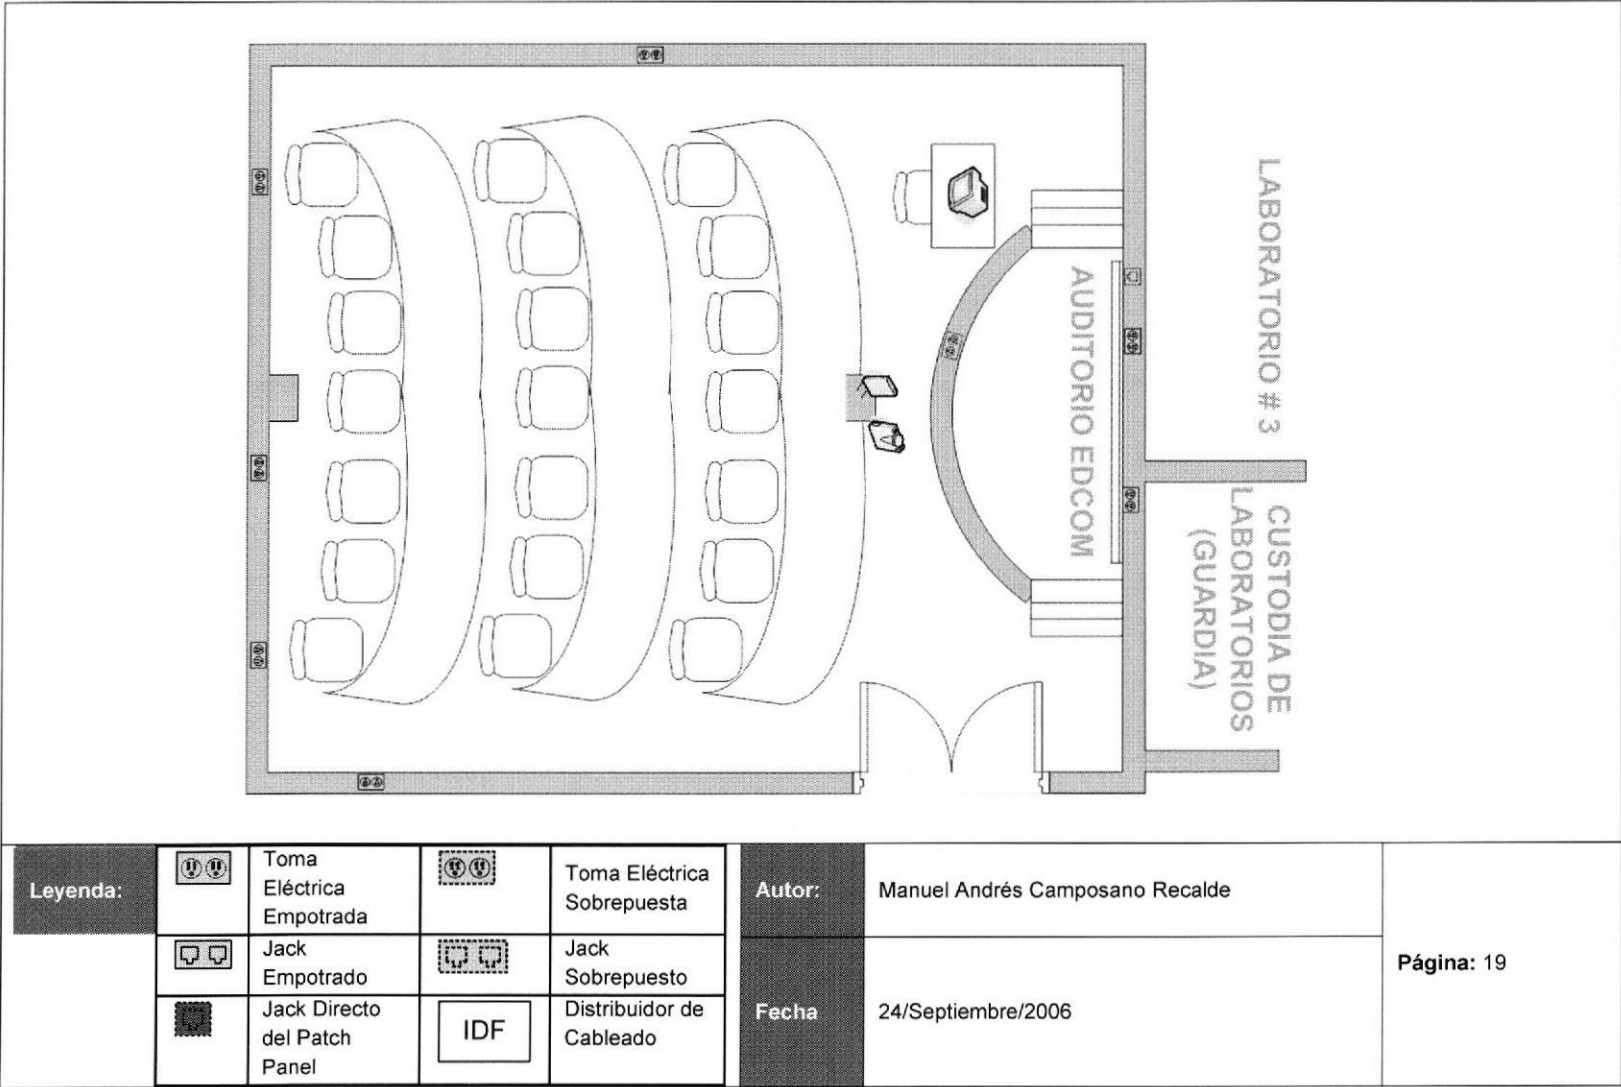 LABORATORIO # 3
AUDITORIO EDCOM
CUSTODIA DE
LABORATORIOS
(GUARDIA)
Leyenda:
Toma
Eléctrica
Empotrada
Toma Eléctrica
Sobrepuesta
Jack
Empotrado
Jack
Sobrepuesto
Jack Directo
del Patch
Panel
IDF
Distribuidor de
Cableado
Autor:
Manuel Andrés Camposano Recalde
Fecha
24/Septiembre/2006
Página: 19